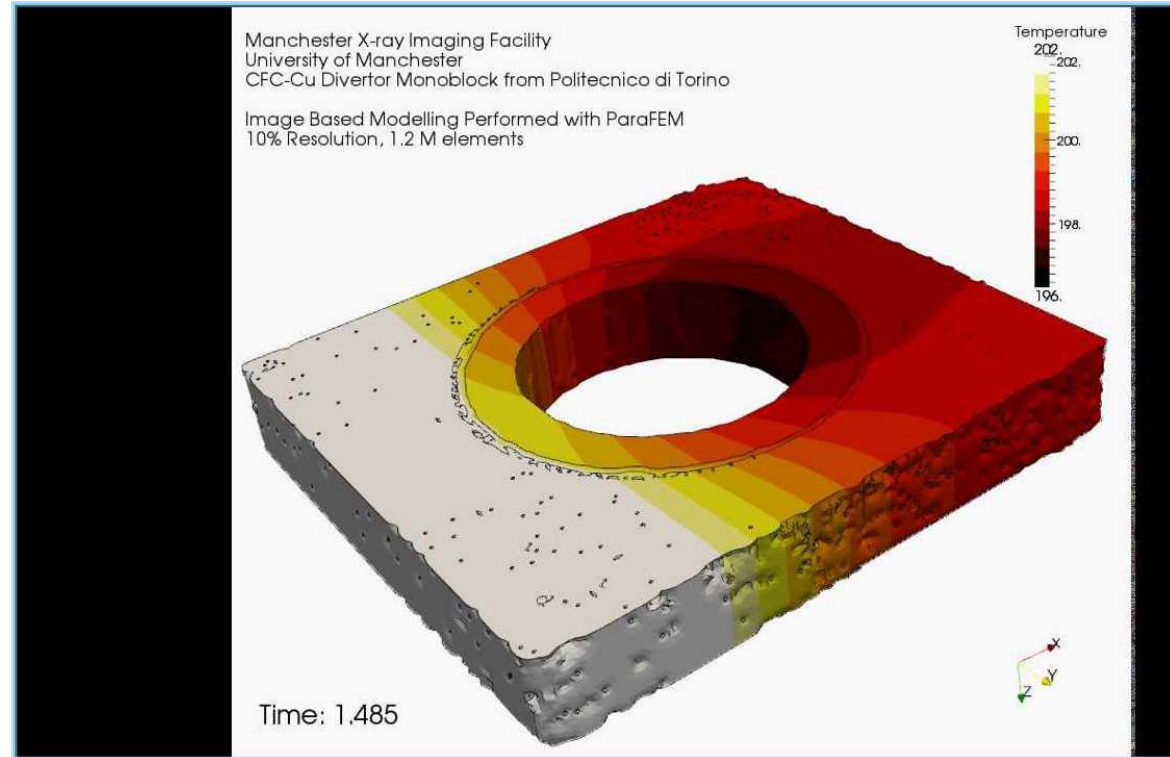 Manchester X-ray Imaging Facility
University of Manchester
CFC-Cu Divertor Monoblock from Politecnico di Torino
Image Based Modelling Performed with ParaFEM
10% Resolution, 1.2 M elements
Temperature
202.
202.
200.
198.
196.
X
Y
Z
Time: 1.485